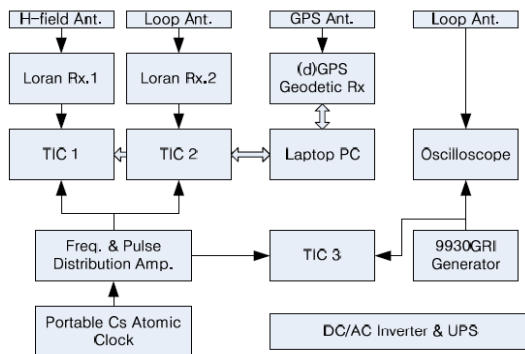 H-field Ant.
Loop Ant.
GPS Ant.
Loop Ant.
Loran Rx.1
Loran Rx.2
(d)GPS
Geodetic Rx
TIC 1
TIC 2
Laptop PC
Oscilloscope
Freq. & Pulse
Distribution Amp.
TIC 3
9930GRI
Generator
Portable Cs Atomic
Clock
DC/AC Inverter & UPS